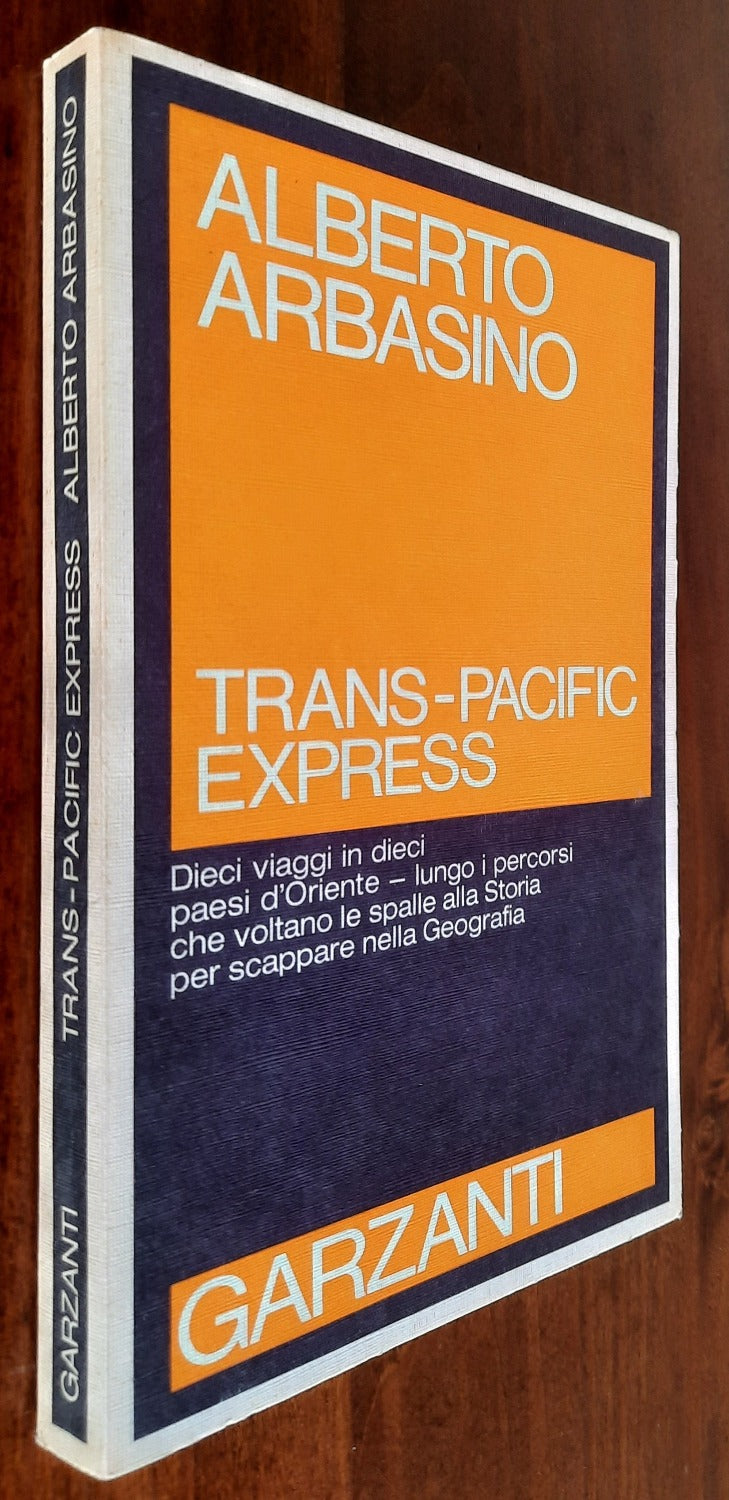 ALBERTO
ARBASINO
TRANS-PACIFIC
EXPRESS
Dieci viaggi in dieci
paesi d'Oriente – lungo i percorsi
che voltano le spalle alla Storia
per scappare nella Geografia
GARZANTI
GARZANTI TRANS-PACIFIC EXPRESS ALBERTO ARBASINO